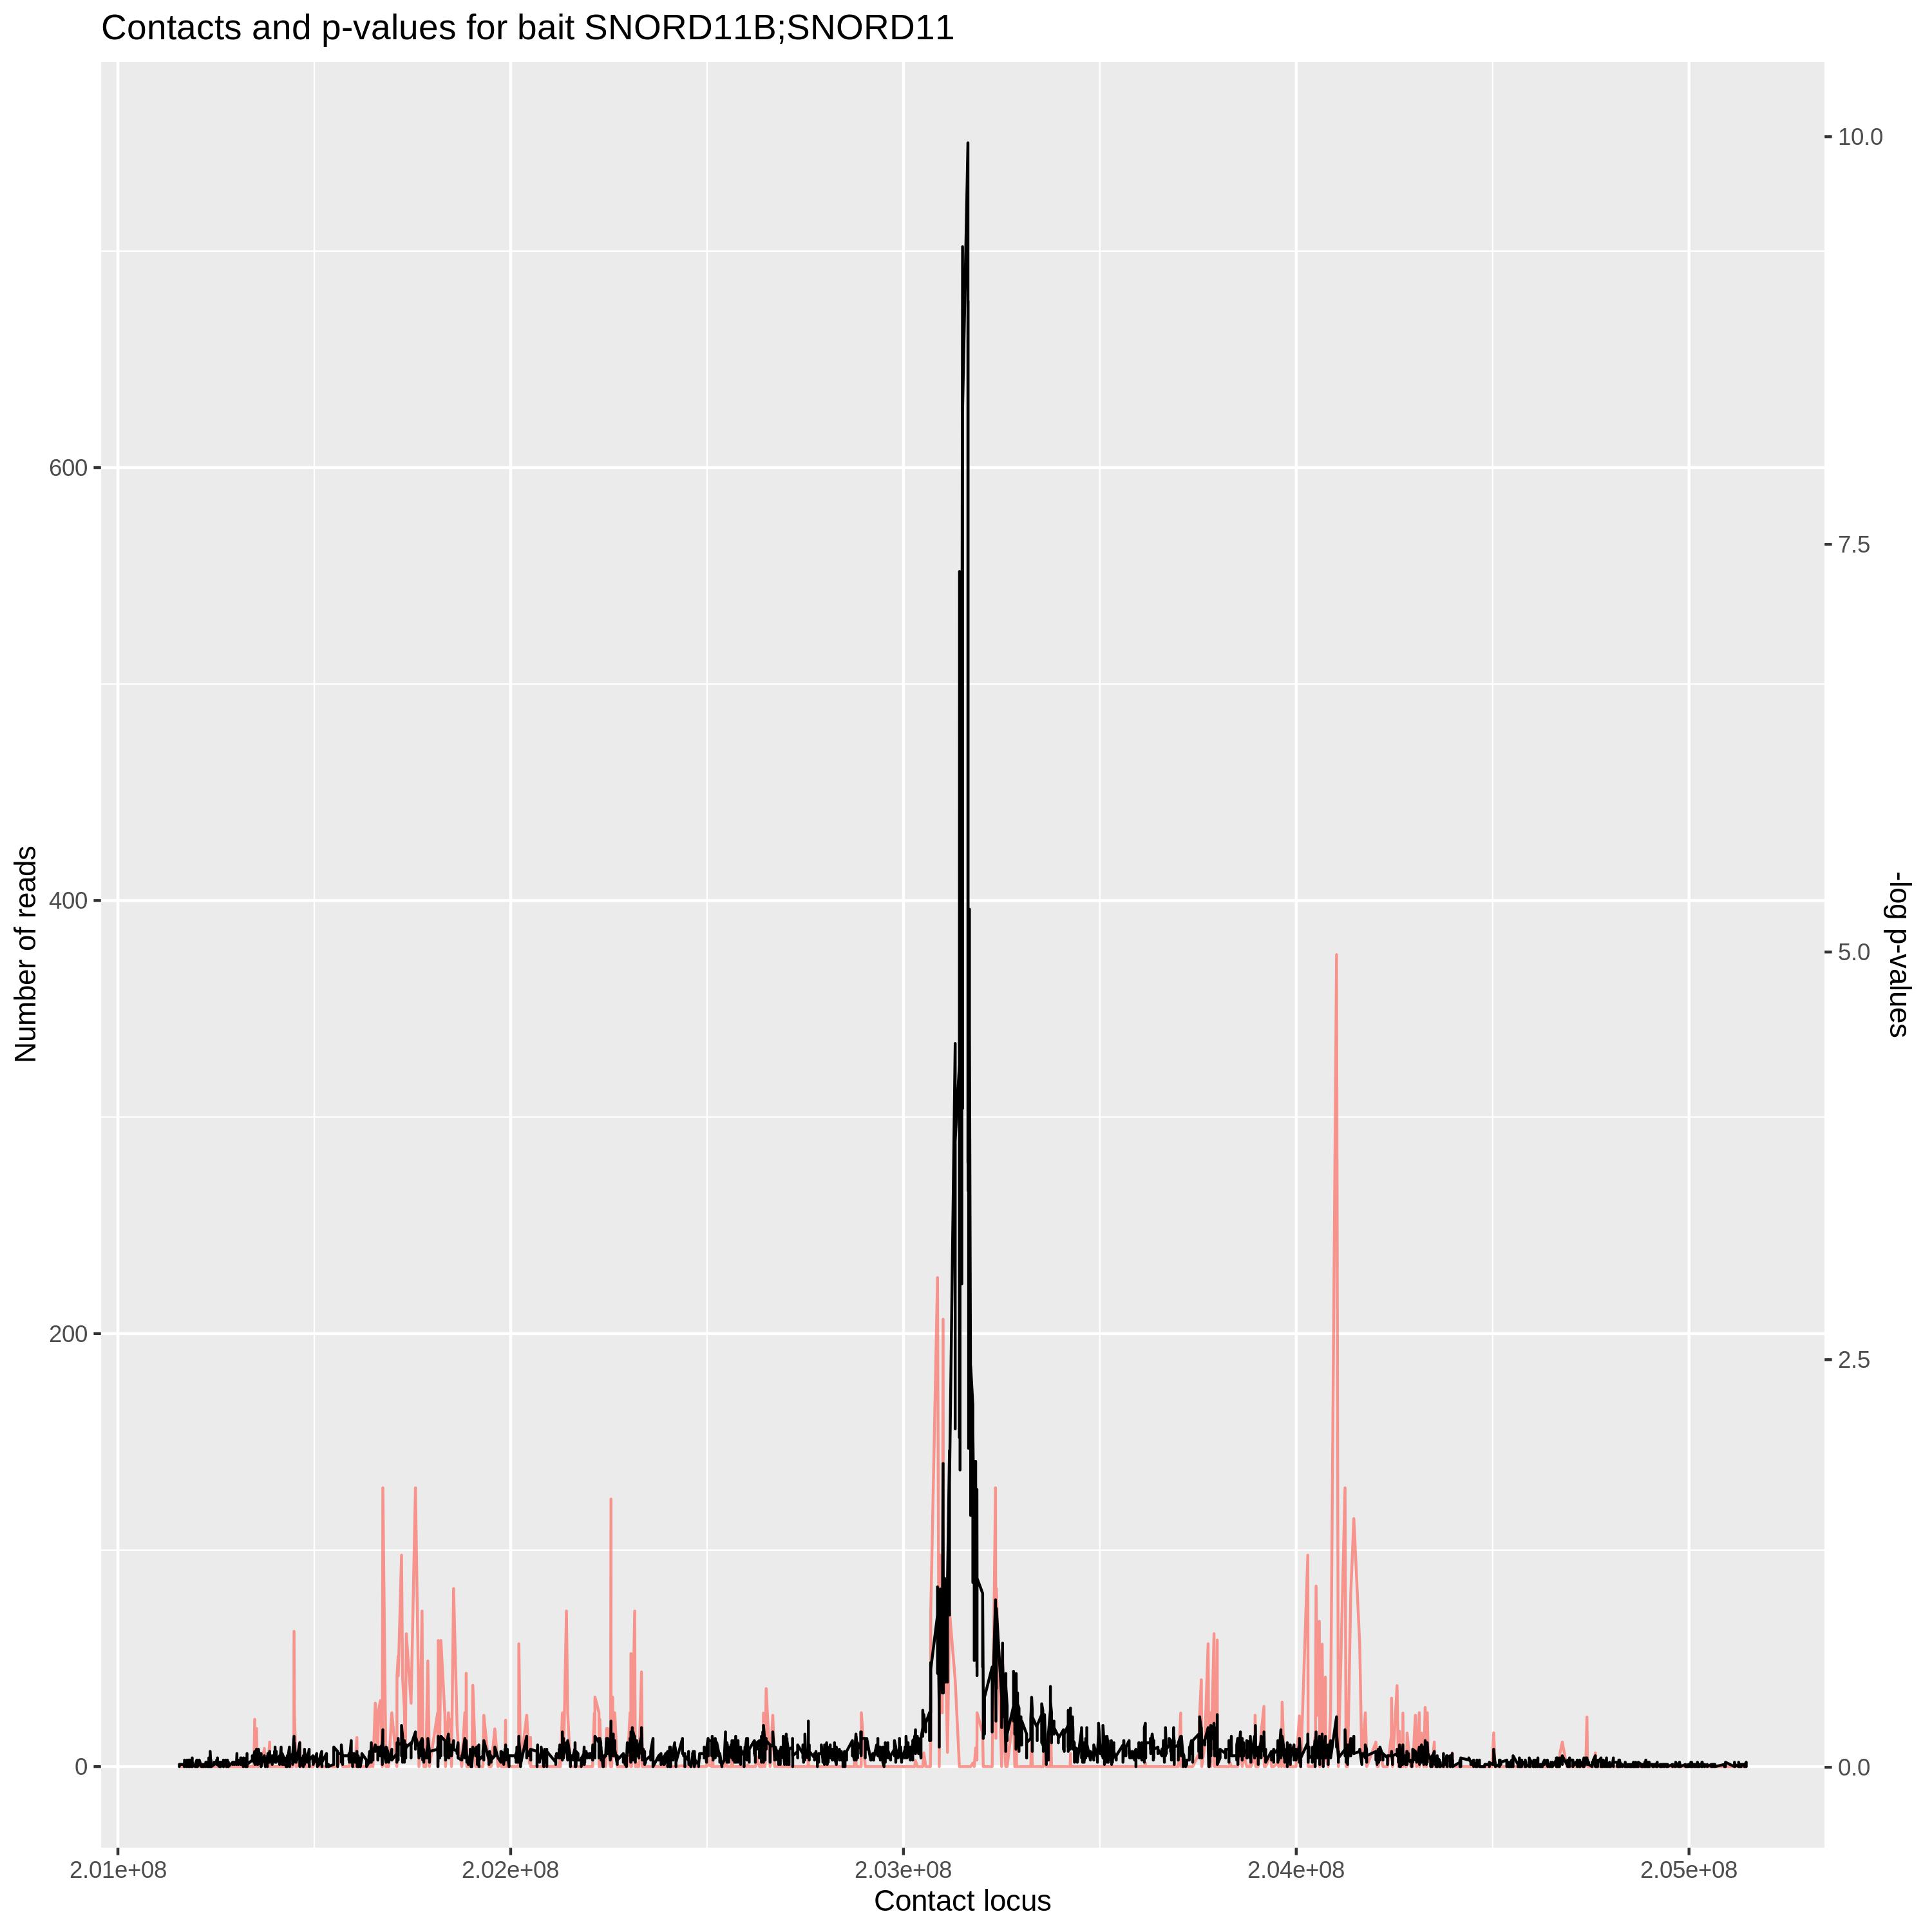 Contacts and p-values for bait SNORD11B;SNORD11
Number of reads
600
400
200
0
10.0
7.5
5.0
2.5
0.0
-log p-values
2.01e+08 2.02e+08 2.03e+08 2.04e+08 2.05e+08
Contact locus